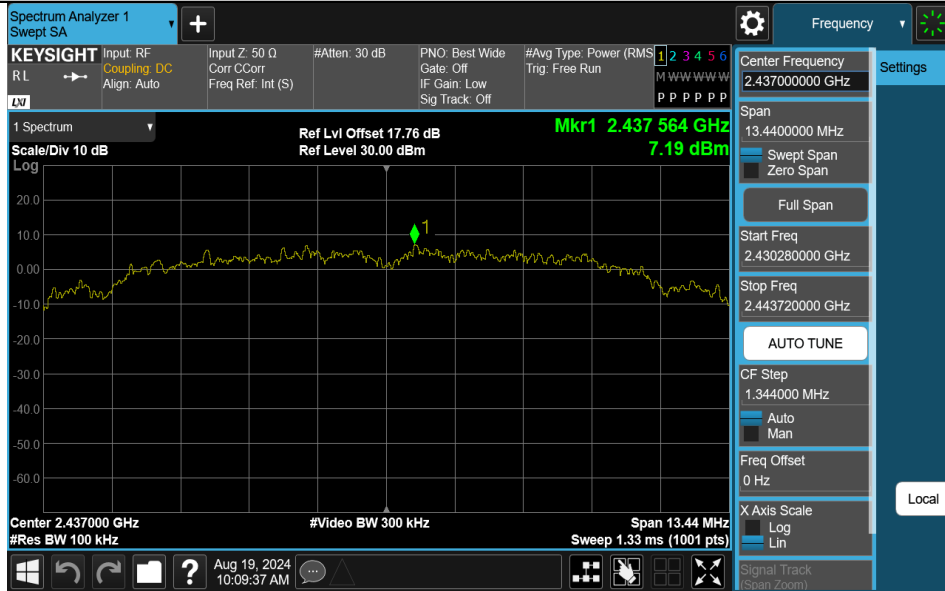 Spectrum Analyzer 1
Swept SA
Frequency
KEYSIGHT
RL
LXI
Input: RF
Coupling: DC
Align: Auto
Input Z: 50 Ω
Corr CCorr
Freq Ref: Int (S)
#Atten: 30 dB
PNO: Best Wide
Gate: Off
IF Gain: Low
Sig Track: Off
#Avg Type: Power (RMS
Trig: Free Run
1 2 3 4 5 6
M W W W W W
P P P P P P
Center Frequency
2.437000000 GHz
Settings
Span
13.4400000 MHz
Swept Span
Zero Span
Full Span
Start Freq
2.430280000 GHz
Stop Freq
2.443720000 GHz
AUTO TUNE
CF Step
1.344000 MHz
Auto
Man
Freq Offset
0 Hz
X Axis Scale
Log
Lin
Signal Track
(Span Zoom)
Local
1 Spectrum
Scale/Div 10 dB
Log
Ref Lvl Offset 17.76 dB
Ref Level 30.00 dBm
Mkr1 2.437 564 GHz
7.19 dBm
1
20.0
10.0
0.00
-10.0
-20.0
-30.0
-40.0
-50.0
-60.0
Center 2.437000 GHz
#Res BW 100 kHz
#Video BW 300 kHz
Span 13.44 MHz
Sweep 1.33 ms (1001 pts)
?
Aug 19, 2024
10:09:37 AM